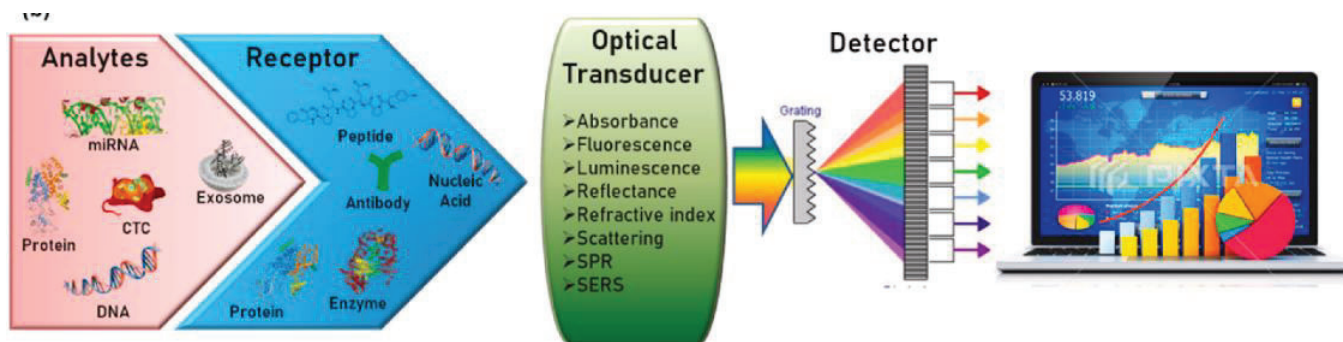 Analytes
miRNA
Protein
CTC
Exosome
DNA
Receptor
Peptide
Antibody
Nucleic
Acid
Protein
Enzyme
Optical
Transducer
➢Absorbance
➢Fluorescence
➢Luminescence
➢Reflectance
➢Refractive index
➢Scattering
➢SPR
➢SERS
Detector
Grating
53.819
PIXTA